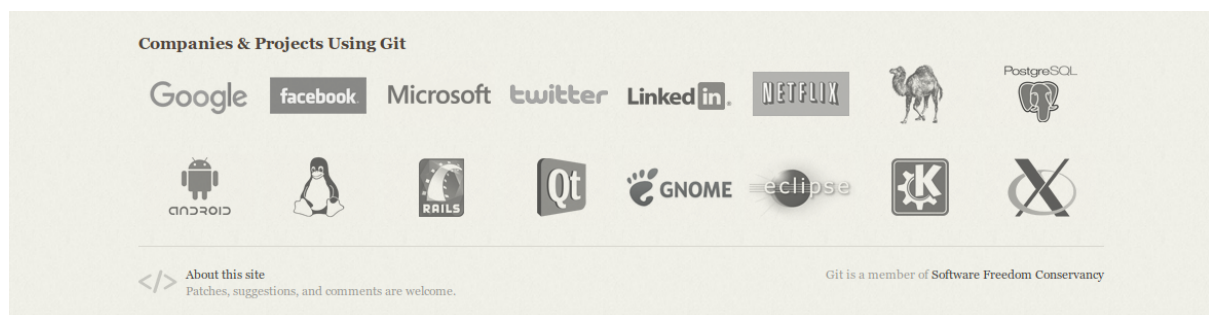 Companies & Projects Using Git
Google facebook Microsoft twitter Linked in. NETFLIX PostgreSQL
ANDROID RAILS Qt GNOME eclipse K X
</> About this site
Patches, suggestions, and comments are welcome.
Git is a member of Software Freedom Conservancy